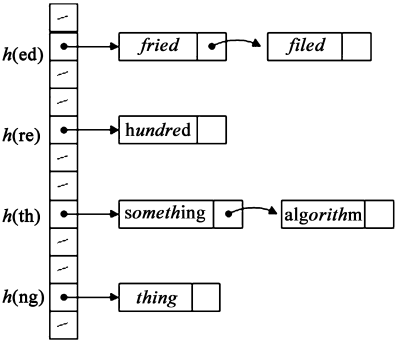 h(ed) fried filed
h(re) hundred
h(th) something algorithm
h(ng) thing